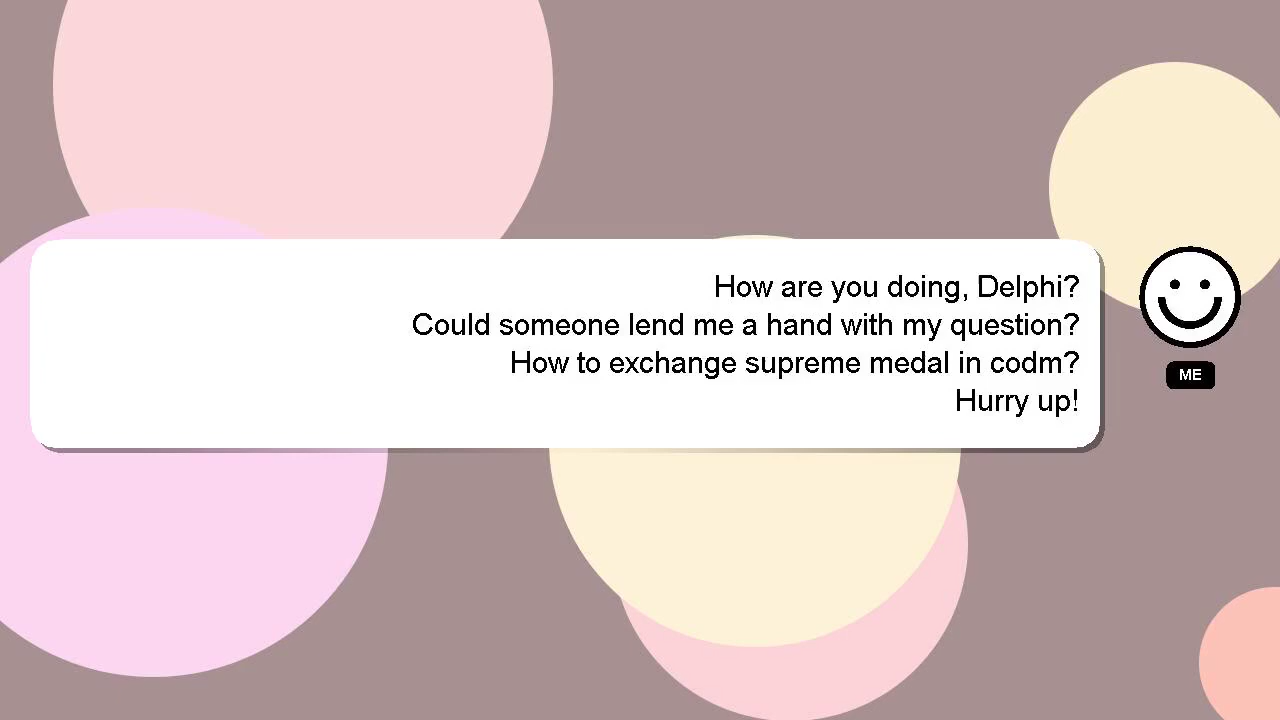 How are you doing, Delphi?
Could someone lend me a hand with my question?
How to exchange supreme medal in codm?
Hurry up!
ME